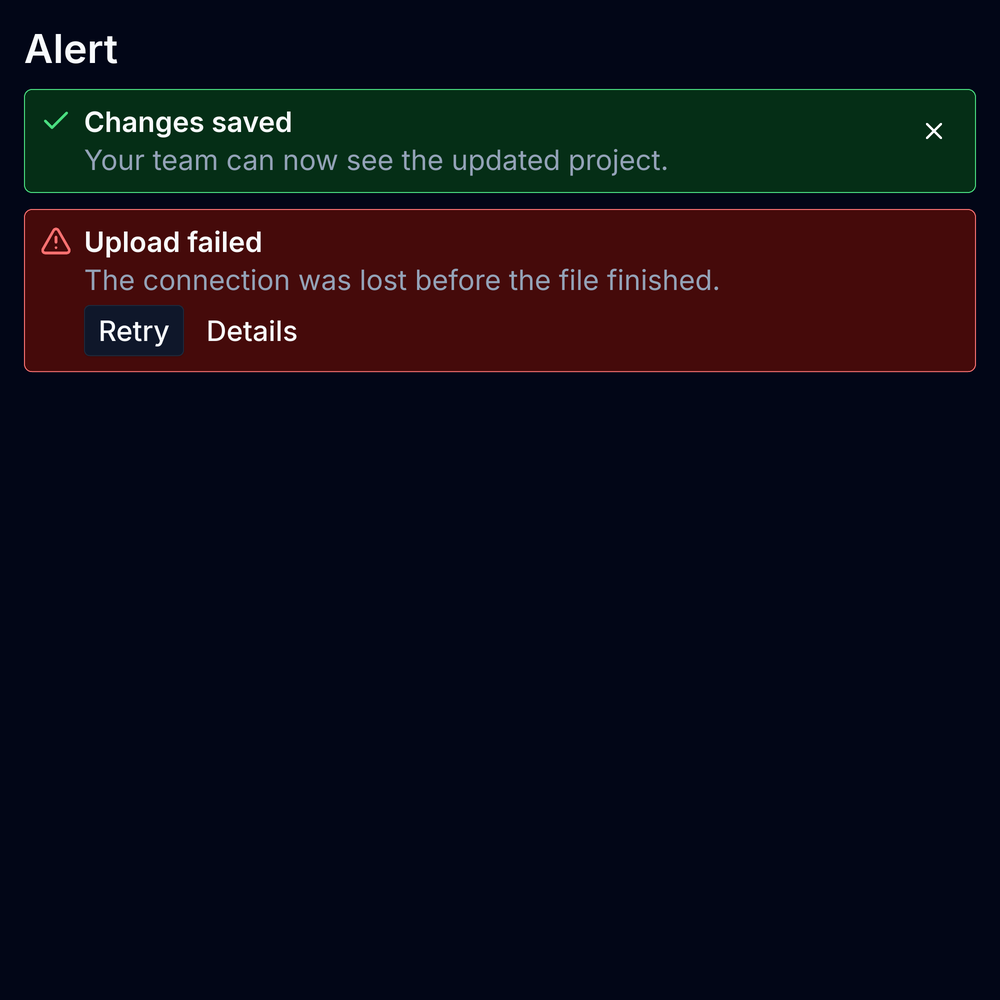 Alert
Changes saved
Your team can now see the updated project.
Upload failed
The connection was lost before the file finished.
Retry Details